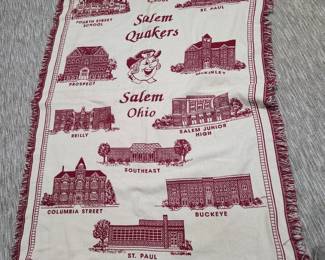 ST. PAUL
FOURTH STREET
SCHOOL
Salem
Quakers
PROSPECT
McKINLEY
Salem
Ohio
REILLY
SALEM JUNIOR
HIGH
SOUTHEAST
COLUMBIA STREET
BUCKEYE
ST. PAUL